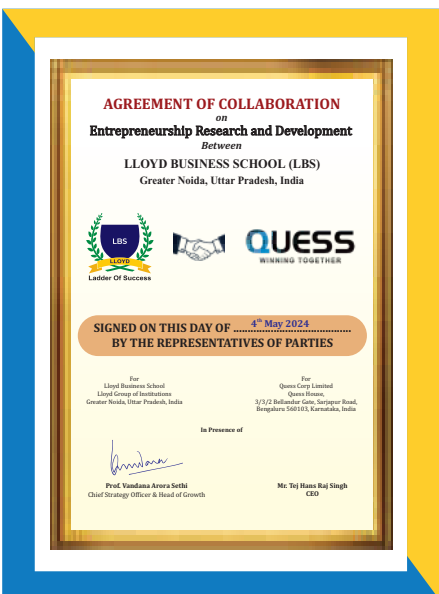 AGREEMENT OF COLLABORATION
on
Entrepreneurship Research and Development
Between
LLOYD BUSINESS SCHOOL (LBS)
Greater Noida, Uttar Pradesh, India
LBS
LLOYD
Ladder Of Success
QUESS
WINNING TOGETHER
SIGNED ON THIS DAY OF ...4th May 2024...
BY THE REPRESENTATIVES OF PARTIES
For
Lloyd Business School
Lloyd Group of Institutions
Greater Noida, Uttar Pradesh, India
For
Quess Corp Limited
Quess House,
3/3/2 Bellandur Gate, Sarjapur Road,
Bengaluru 560103, Karnataka, India
In Presence of
Prof. Vandana Arora Sethi
Chief Strategy Officer & Head of Growth
Mr. Tej Hans Raj Singh
CEO